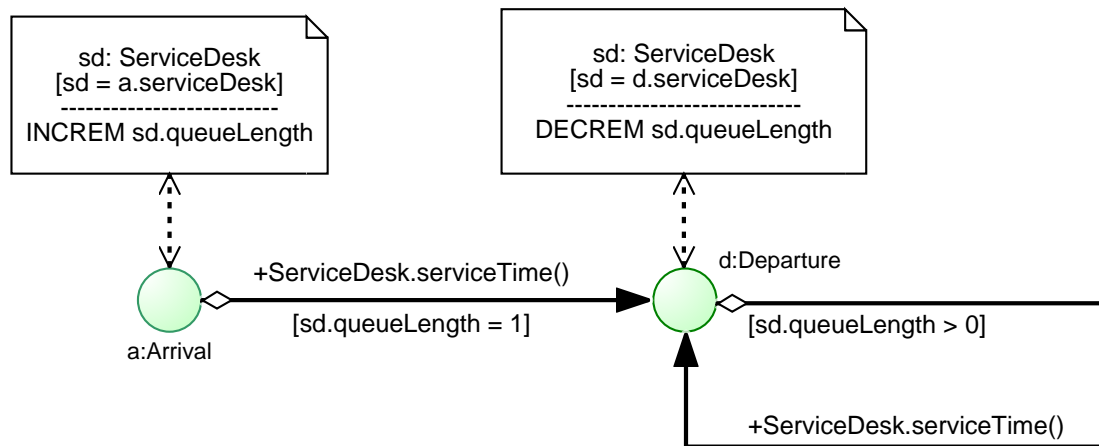 sd: ServiceDesk
[sd = a.serviceDesk]
--------------------------
INCREM sd.queueLength
sd: ServiceDesk
[sd = d.serviceDesk]
----------------------------
DECREM sd.queueLength
+ServiceDesk.serviceTime()
[sd.queueLength = 1]
a:Arrival
d:Departure
[sd.queueLength > 0]
+ServiceDesk.serviceTime()